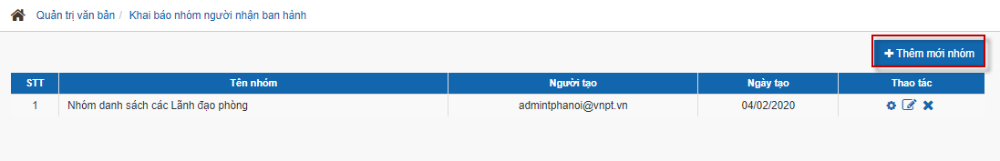 Quản trị văn bản / Khai báo nhóm người nhận ban hành
Thêm mới nhóm
STT Tên nhóm Người tạo Ngày tạo Thao tác
1 Nhóm danh sách các Lãnh đạo phòng admintphanoi@vnpt.vn 04/02/2020